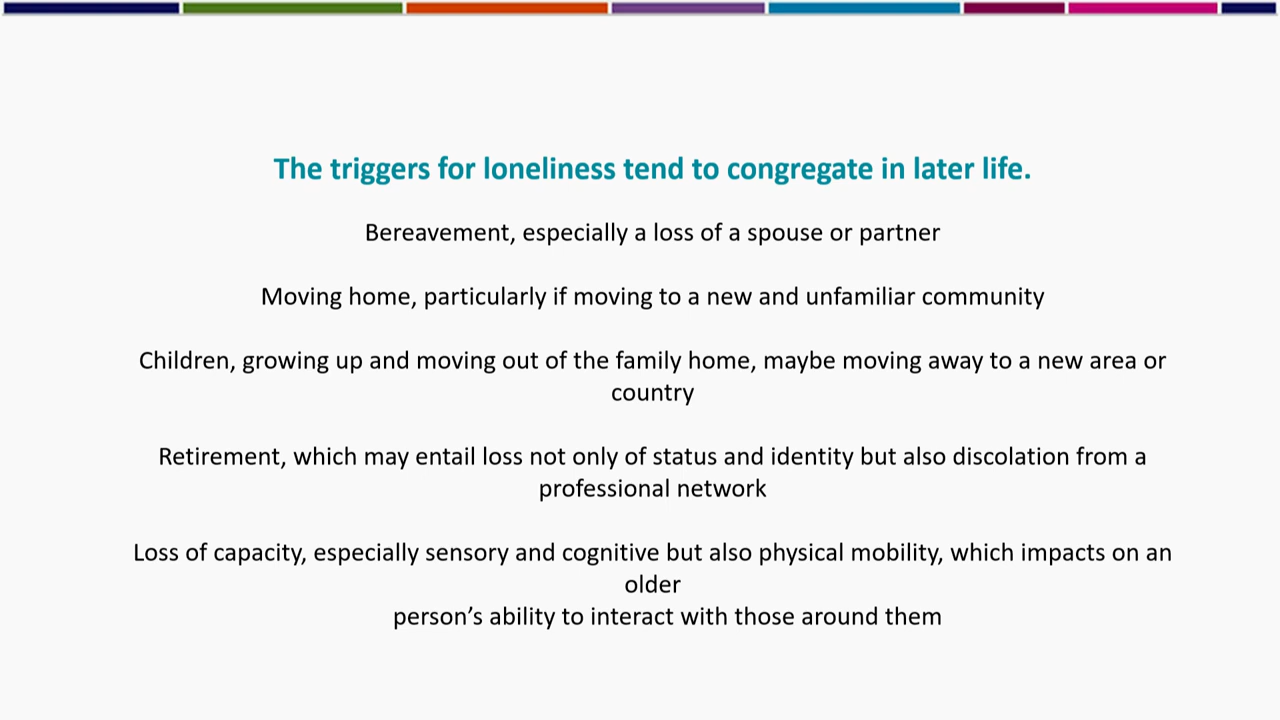 The triggers for loneliness tend to congregate in later life.
Bereavement, especially a loss of a spouse or partner
Moving home, particularly if moving to a new and unfamiliar community
Children, growing up and moving out of the family home, maybe moving away to a new area or
country
Retirement, which may entail loss not only of status and identity but also discolation from a
professional network
Loss of capacity, especially sensory and cognitive but also physical mobility, which impacts on an
older
person’s ability to interact with those around them